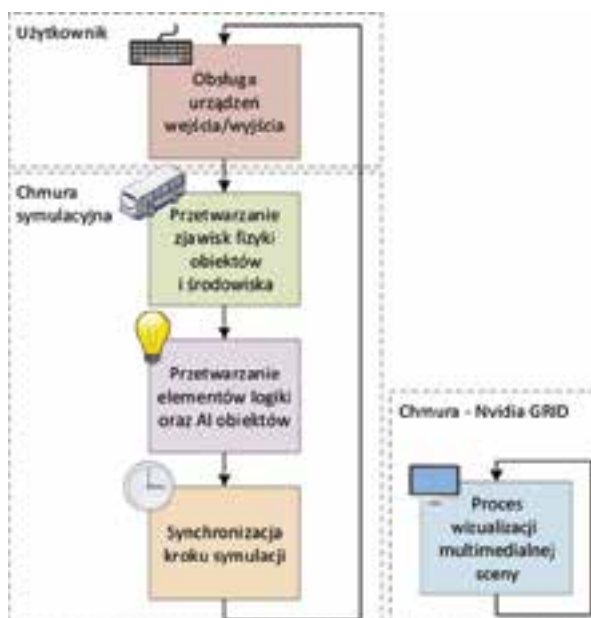 Użytkownik
Obsługa
urządzeń
wejścia/wyjścia
Chmura
symulacyjna
Przetwarzanie
zjawisk fizyki
obiektów
i środowiska
Przetwarzanie
elementów logiki
oraz AI obiektów
Synchronizacja
kroku symulacji
Chmura - Nvidia GRID
Proces
wizualizacji
multimedialnej
sceny